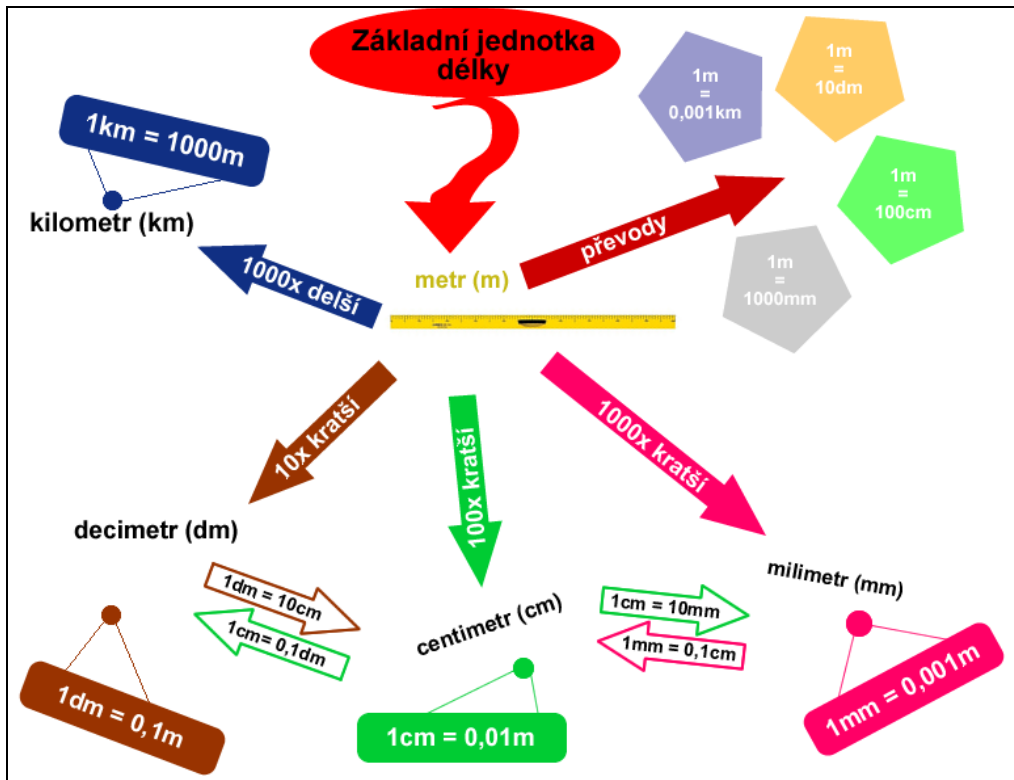 Základní jednotka
délky
1m
=
0,001km
1m
=
10dm
1m
=
100cm
1m
=
1000mm
převody
1km = 1000m
kilometr (km)
1000x delší
metr (m)
10x kratší
100x kratší
1000x kratší
decimetr (dm)
1dm = 10cm
1cm= 0,1dm
centimetr (cm)
1cm = 10mm
1mm = 0,1cm
milimetr (mm)
1dm = 0,1m
1cm = 0,01m
1mm = 0,001m